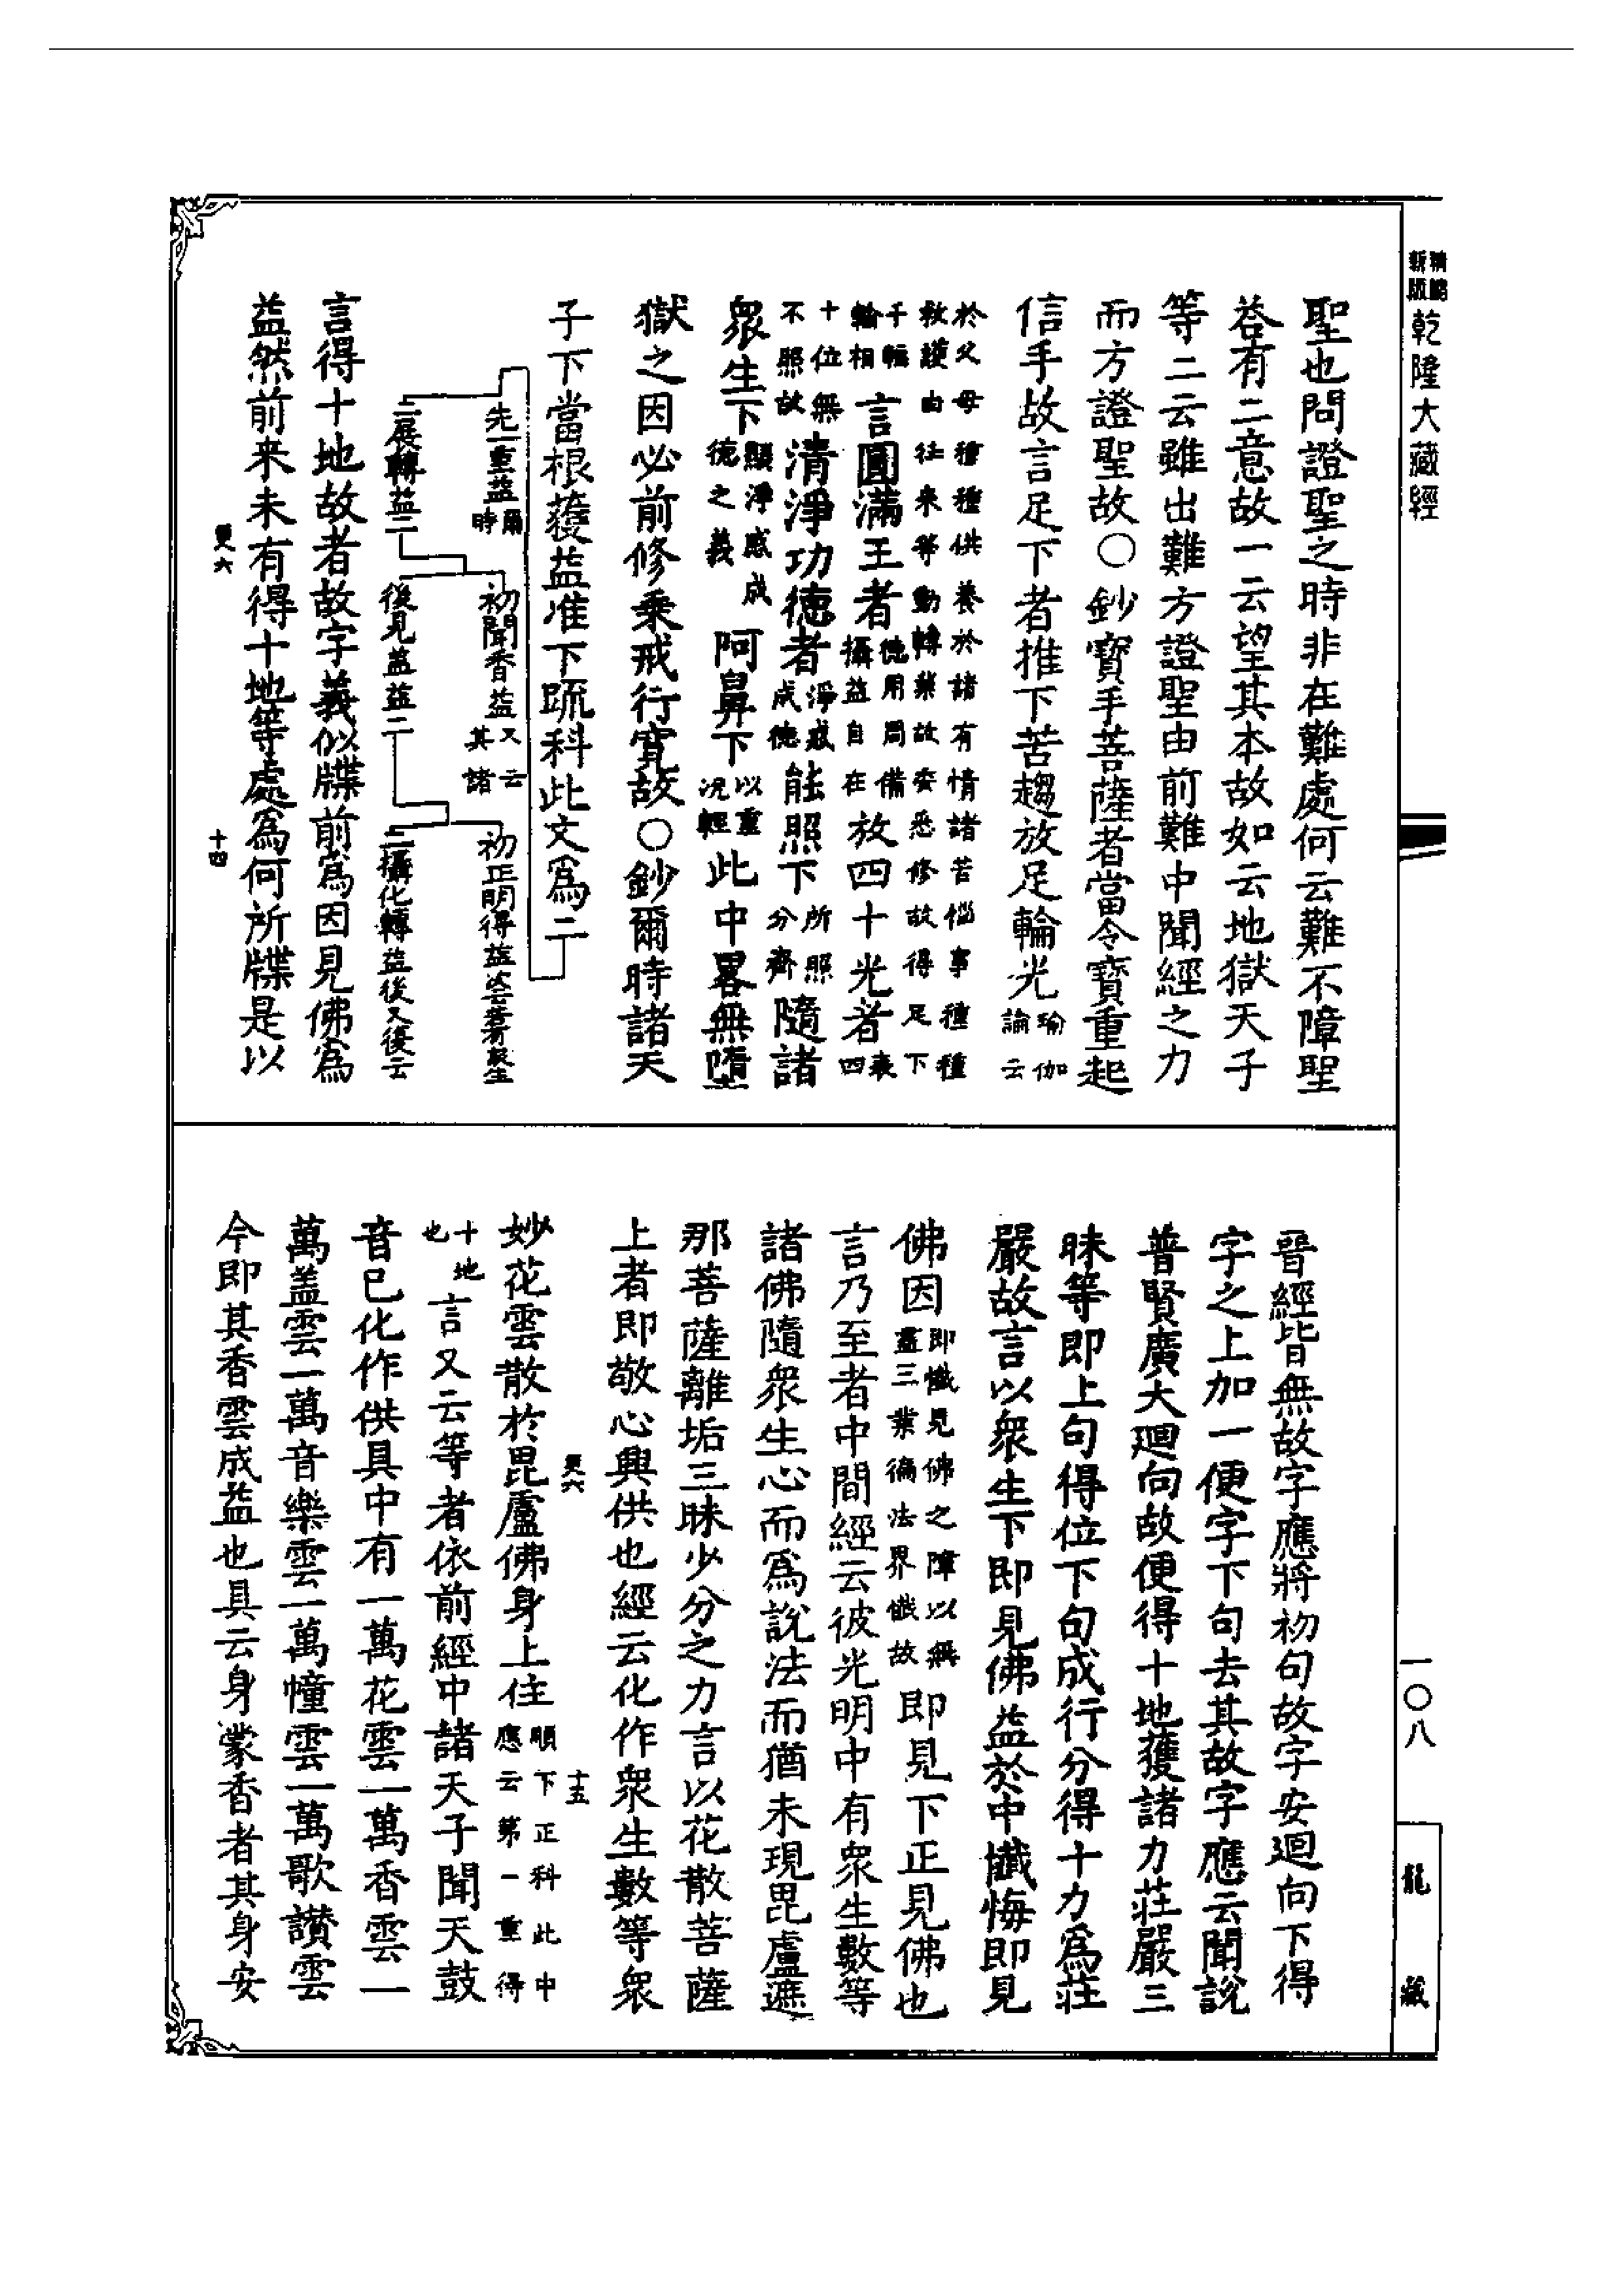 精鵰
新版
乾隆大藏經
聖也問證聖之時非在難處何云難不障聖
荅有二意故一云望其本故如云地獄天子
等二云雖出難方證聖由前難中聞經之力
而方證聖故〇鈔寶手菩薩者當令寶重起
信手故言足下者推下苦趨放足輪光瑜伽論云
於父母種種供養於諸有情諸苦惱事種種
救護由往来等動轉業故安悉修故得足下
千輻輪相言圓滿王者德用周備攝益自在放四十光者表四
十位無不照故清淨功德者淨戒成德能照下所照分齊隨諸
衆生下顯淨感成德之義阿鼻下以重況輕此中畧無墮
獄之因必前修乘戒行寬故〇鈔爾時諸天
子下當根獲益准下䟽科此文爲二
先一重益爾時
二展轉益二
初聞香益又云其諸
後見蓋益二
初正明得益
二攝化轉益後又復云
言得十地故者故字義似牒前爲因見佛爲
益然前来未有得十地等處為何所牒是以
更六
十四
晉經皆無故字應將初句故字安迴向下得
字之上加一便字下句去其故字應云聞說
普賢廣大迴向故便得十地獲諸力莊嚴三
昧等即上句得位下句成行分得十力爲莊
嚴故言以衆生下即見佛益於中懺悔即見
佛因即懺見佛之障以無盡三業徧法界懺故即見下正見佛也
言乃至者中間經云彼光明中有衆生數等
諸佛隨衆生心而爲說法而猶未現毘盧遮
那菩薩離垢三昧少分之力言以花散菩薩
上者即敬心興供也經云化作衆生數等衆
更六
十五
妙花雲散於毘盧佛身上住順下正科此中應云第一重得
十地也言又云等者依前經中諸天子聞天鼓
音已化作供具中有一萬花雲一萬香雲一
萬音樂雲一萬幢雲一萬盖雲一萬歌讚雲
今即其香雲成益也具云身蒙香者其身安
一〇八
龍藏